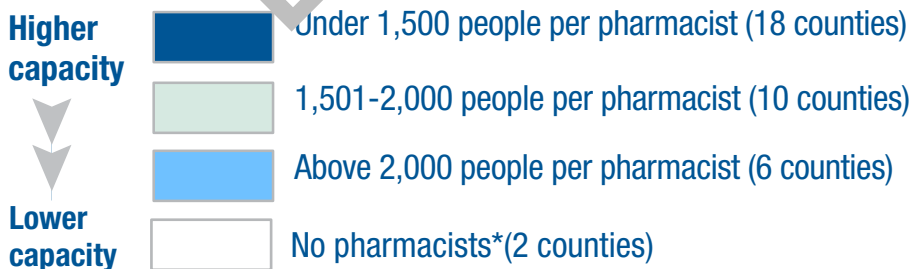 Higher
capacity
Under 1,500 people per pharmacist (18 counties)
1,501-2,000 people per pharmacist (10 counties)
Above 2,000 people per pharmacist (6 counties)
Lower
capacity
No pharmacists*(2 counties)